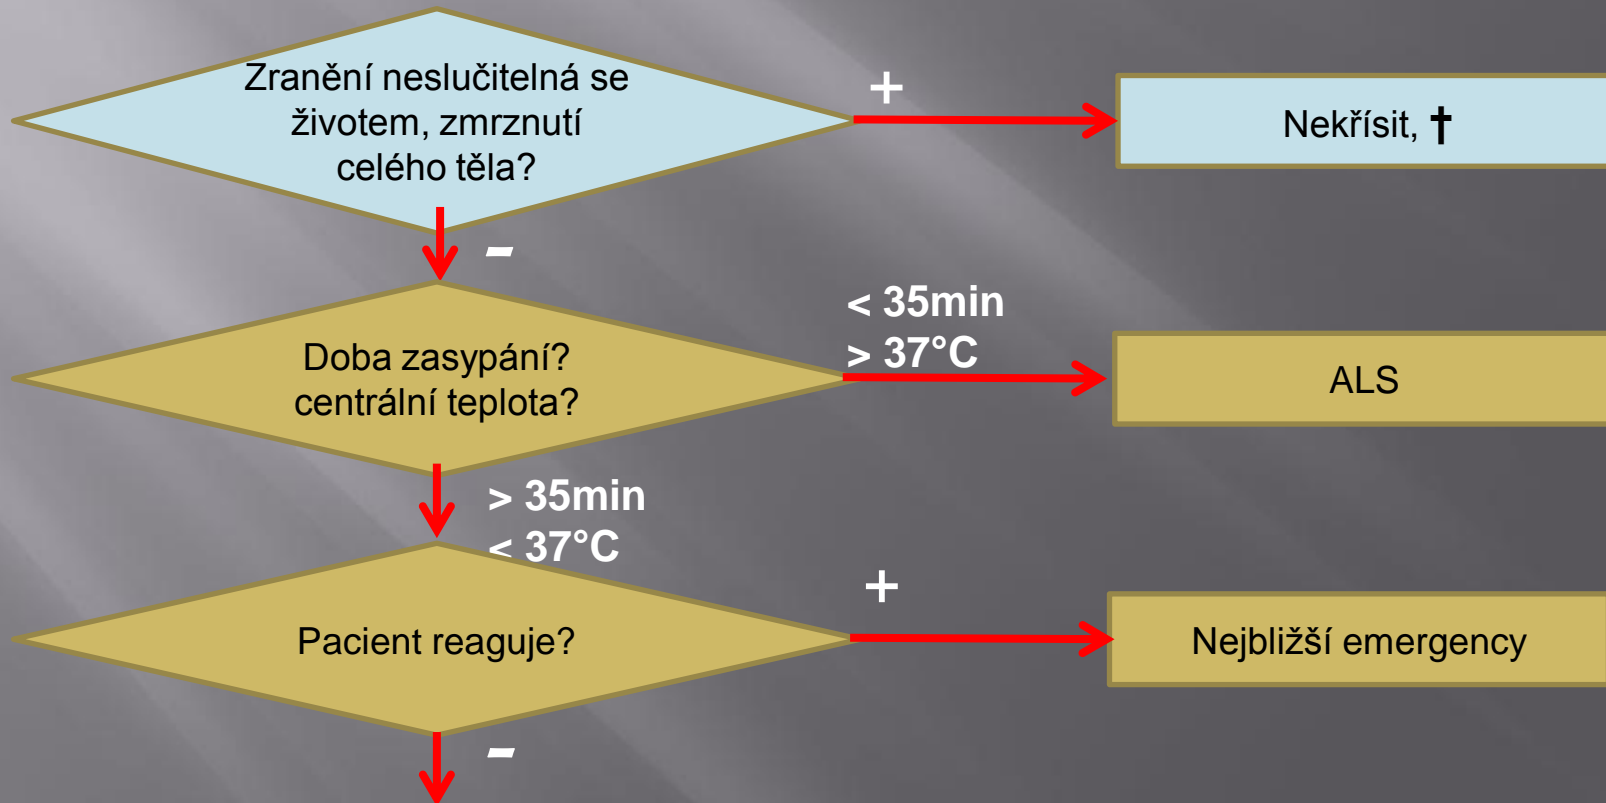 Zranění neslučitelná se
životem, zmrznutí
celého těla?
+
Nekřísit, †
-
Doba zasypání?
centrální teplota?
< 35min
> 37°C
ALS
> 35min
< 37°C
Pacient reaguje?
+
Nejbližší emergency
-